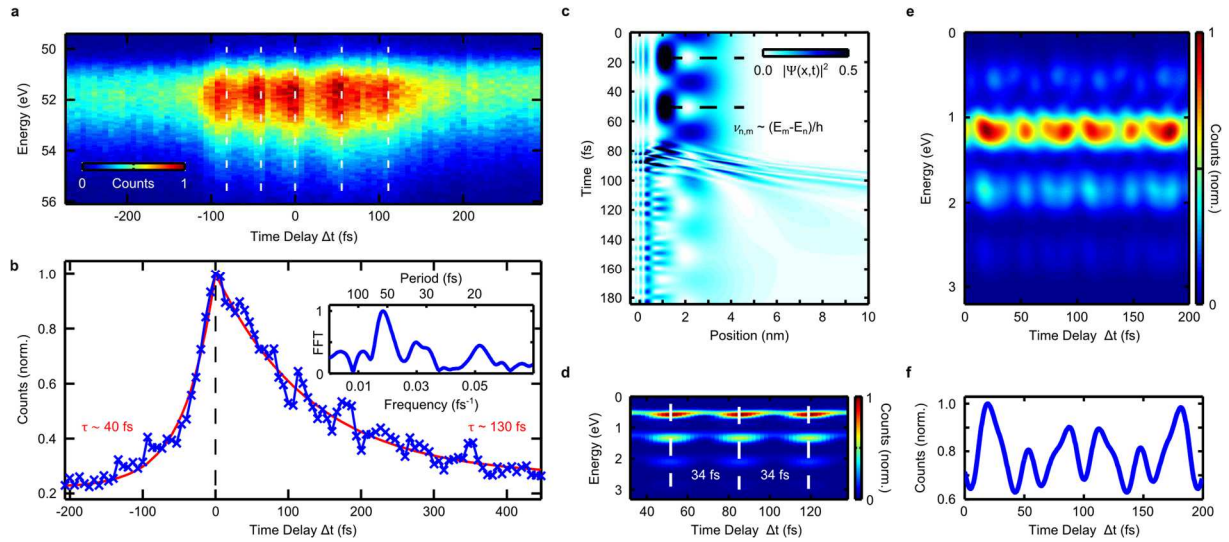 a
50
52
54
56
Energy (eV)
0
1
Counts
-200
-100
0
100
200
Time Delay Δt (fs)
b
1.0
0.8
0.6
0.4
0.2
Counts (norm.)
τ ~ 40 fs
τ ~ 130 fs
-200
-100
0
100
200
300
400
Time Delay Δt (fs)
Period (fs)
100
50
30
20
1
0
FFT
0.01
0.03
0.05
Frequency (fs⁻¹)
c
0
20
40
60
80
100
120
140
160
180
Time (fs)
0.0
0.5
|Ψ(x,t)|²
νn,m ~ (Em-En)/h
0
2
4
6
8
10
Position (nm)
d
0
1
2
3
Energy (eV)
34 fs
34 fs
40
60
80
100
120
Time Delay Δt (fs)
1
0
Counts (norm.)
e
0
1
2
3
Energy (eV)
0
50
100
150
200
Time Delay Δt (fs)
1
0
Counts (norm.)
f
1.0
0.8
0.6
Counts (norm.)
0
50
100
150
200
Time Delay Δt (fs)